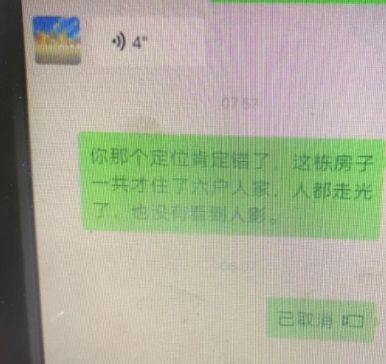 4"
07:57
你那个定位肯定错了，这栋房子
一共才住了六户人家，人都走光
了，也没有看到人影。
已取消